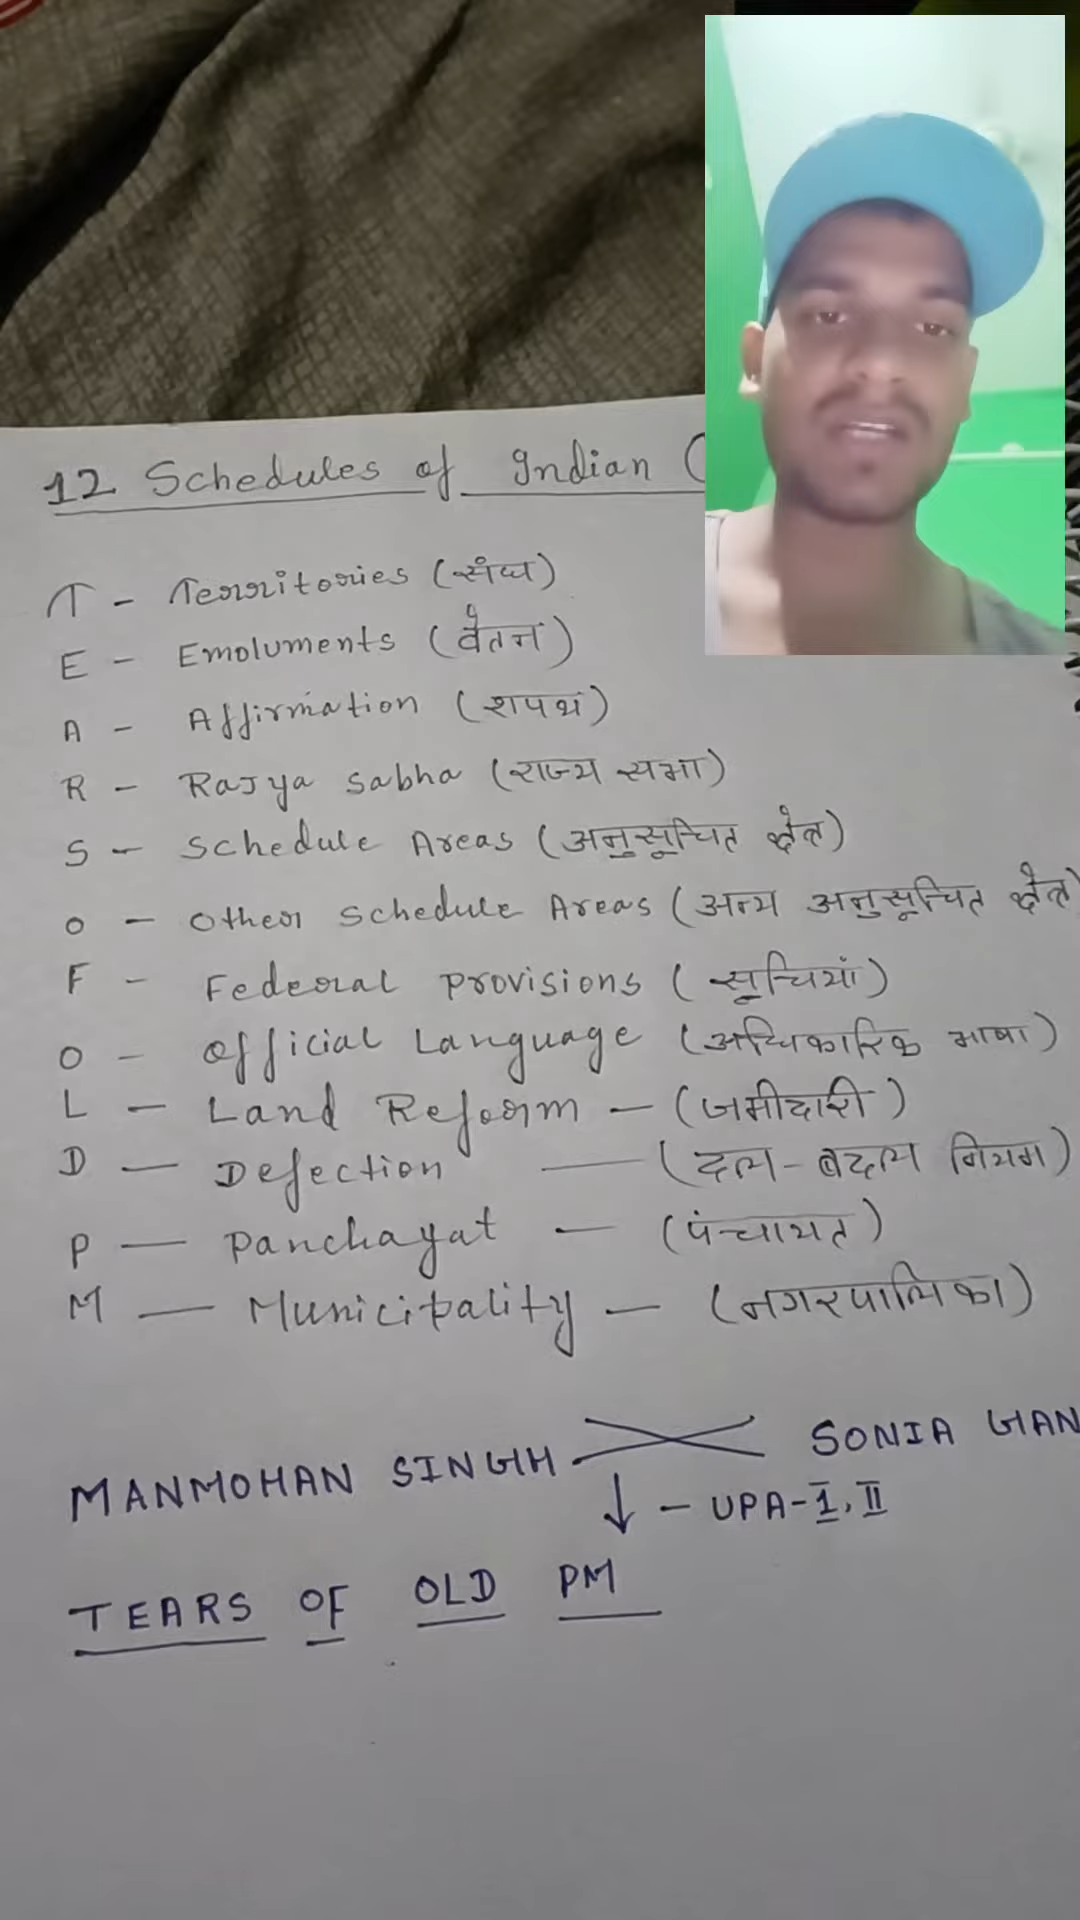 12 Schedules of Indian (
T - Territories (संघ)
E - Emoluments (वेतन)
A - Affirmation (शपथ)
R - Rajya Sabha (राज्य सभा)
S - Schedule Areas (अनुसूचित क्षेत्र)
O - Other Schedule Areas (अन्य अनुसूचित क्षेत्र)
F - Federal Provisions (सूचियां)
O - Official Language (अधिकारिक भाषा)
L - Land Reform - (जमीदारी)
D - Defection - (दल-बदल नियम)
P - Panchayat - (पंचायत)
M - Municipality - (नगरपालिका)
MANMOHAN SINGH SONIA GAN
↓ - UPA-I, II
TEARS OF OLD PM